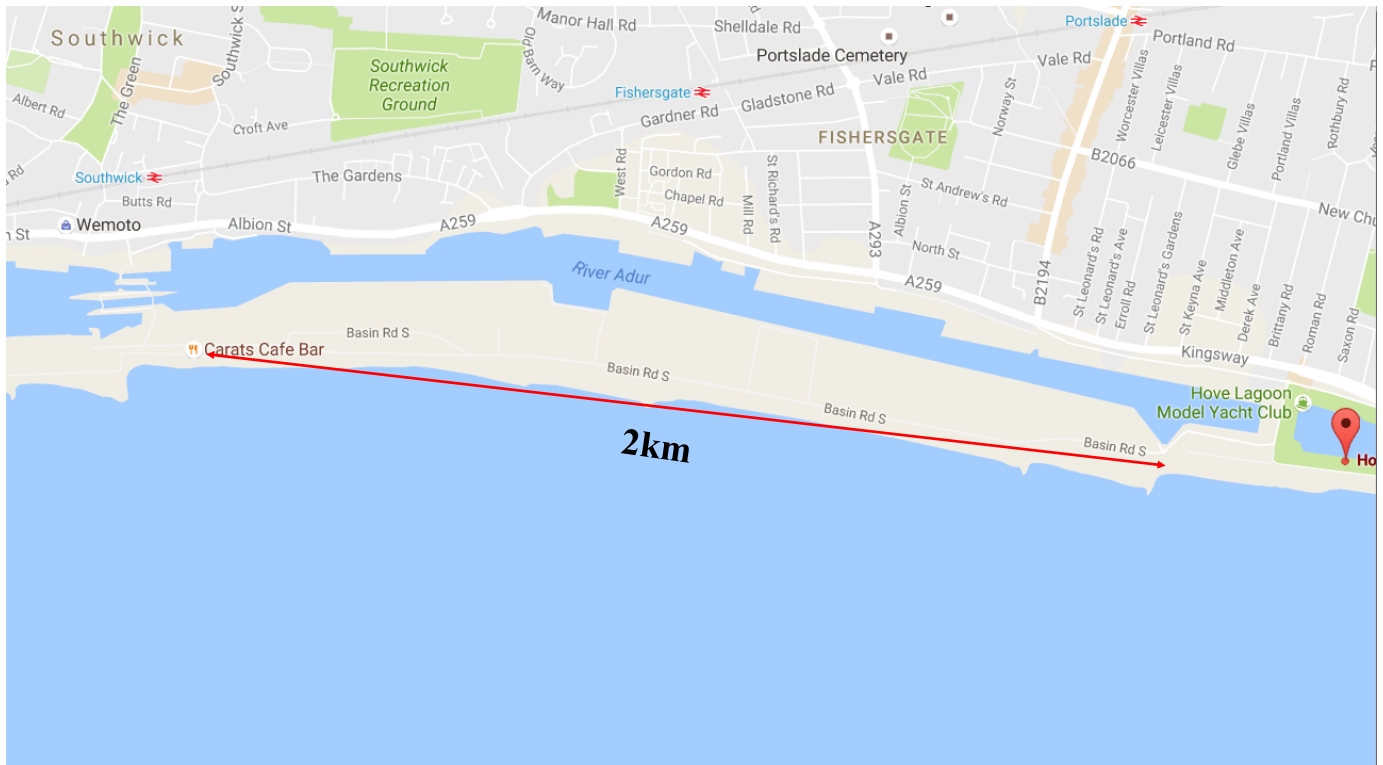 Southwick
Southwick S
Manor Hall Rd
Shelldale Rd
Portslade
Portland Rd
Portslade Cemetery
Vale Rd
Vale Rd
The Green
Albert Rd
Southwick
Recreation
Ground
Old Barn Way
Fishersgate
Gardner Rd
Gladstone Rd
Norway St
Worcester Villas
Leicester Villas
Glebe Villas
Portland Villas
Rothbury Rd
Croft Ave
FISHERSGATE
B2066
Southwick
The Gardens
West Rd
Gordon Rd
Chapel Rd
Mill Rd
St Richard's Rd
St Andrew's Rd
Albion St
Butts Rd
Wemoto
Albion St
A259
A259
A293
North St
New Chu
n St
River Adur
A259
B2194
St Leonard's Rd
St Leonard's Ave
Erroll Rd
St Leonard's Gardens
St Keyna Ave
Middleton Ave
Derek Ave
Brittany Rd
Roman Rd
Saxon Rd
Basin Rd S
Carats Cafe Bar
Kingsway
Basin Rd S
Hove Lagoon
Model Yacht Club
Basin Rd S
Basin Rd S
2km
Ho